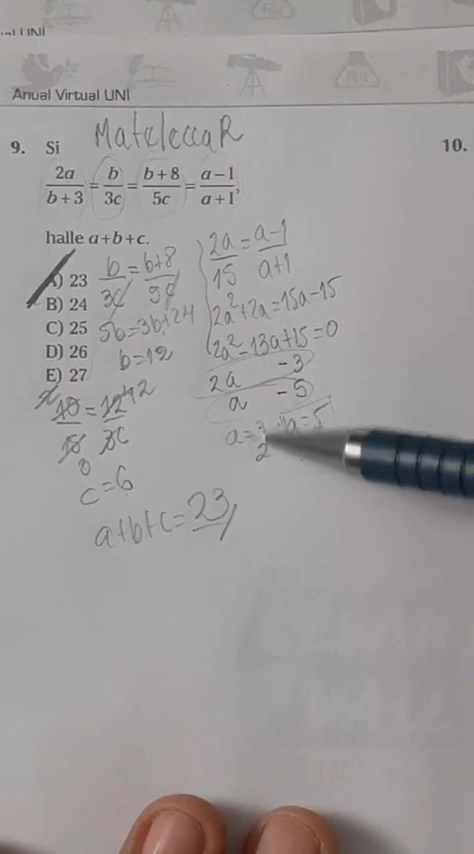 Anual Virtual UNI
9. Si MateleccaR 10.
2a/b+3 = b/3c = b+8/5c = a−1/a+1,
halle a+b+c.
A) 23
B) 24
C) 25
D) 26
E) 27
b/3c = b+8/5c
5b=3b+24
b=12
10/15 = 12/3c
c=6
a+b+c=23
2a/15 = a-1/a+1
2a²+2a=15a-15
2a²-13a+15=0
2a -3
a -5
a=3/2 a=5